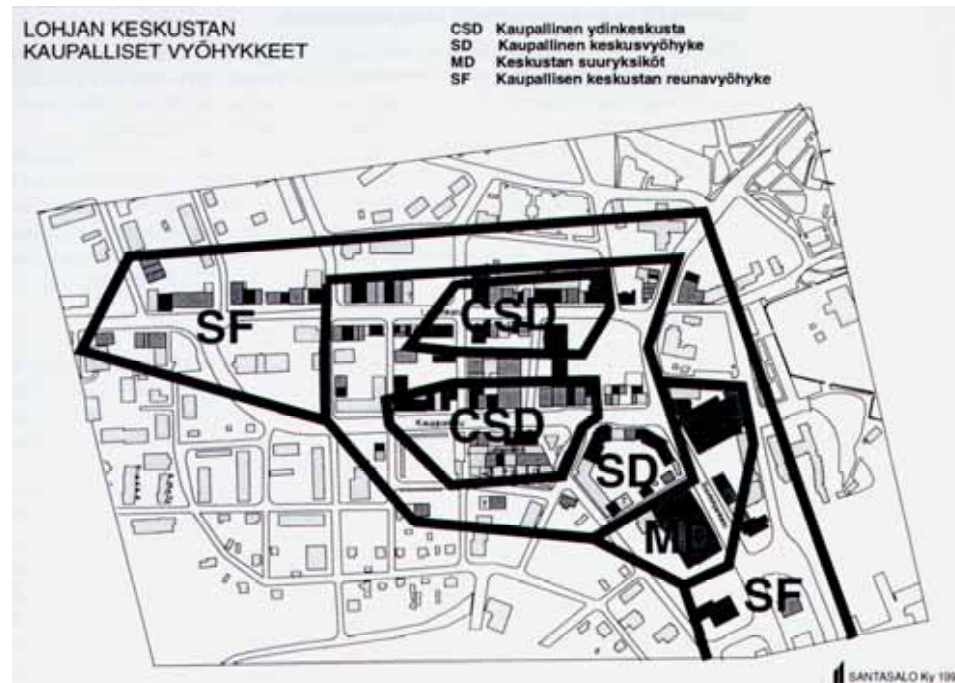 LOHJAN KESKUSTAN
KAUPALLISET VYÖHYKKEET
CSD Kaupallinen ydinkeskusta
SD Kaupallinen keskusvyöhyke
MD Keskustan suuryksiköt
SF Kaupallisen keskustan reunavyöhyke
CSD
SF
CSD
SD
MD
SF
SANTASALO Ky 199